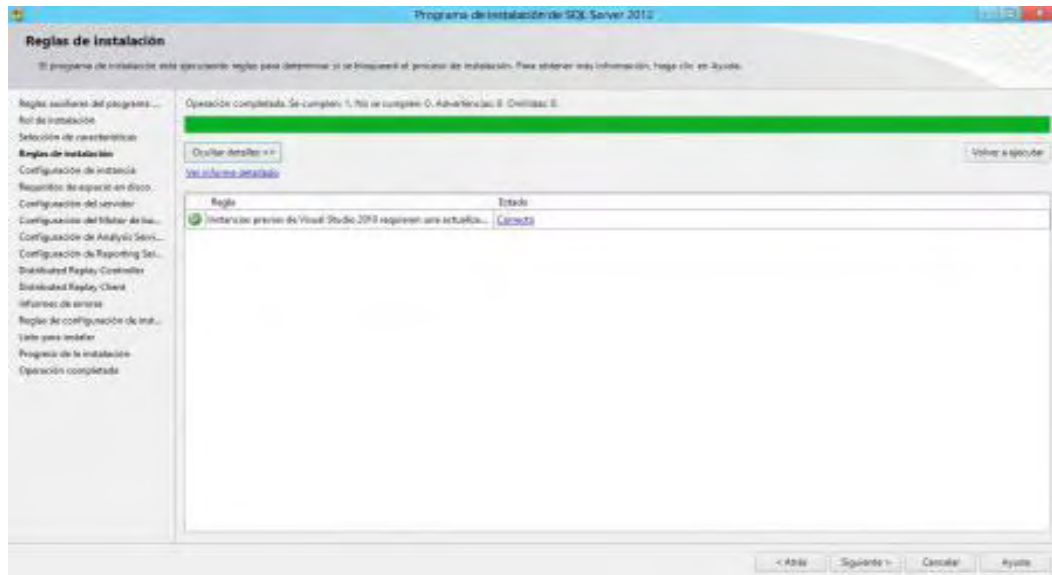 Programa de instalación de SQL Server 2012
Reglas de instalación
El programa de instalación está ejecutando reglas para determinar si se bloqueará el proceso de instalación. Para obtener más información, haga clic en Ayuda.
Reglas auxiliares del programa ...
Rol de instalación
Selección de características
Reglas de instalación
Configuración de instancia
Requisitos de espacio en disco
Configuración del servidor
Configuración del Motor de ba...
Configuración de Analysis Servi...
Configuración de Reporting Ser...
Distributed Replay Controller
Distributed Replay Client
Informes de errores
Reglas de configuración de inst...
Listo para instalar
Progreso de la instalación
Operación completada
Operación completada. Se cumplen: 1. No se cumplen: 0. Advertencias: 0. Omitidas: 0.
Ocultar detalles <<
Volver a ejecutar
Ver informe detallado
Regla
Estado
Instancias previas de Visual Studio 2010 requieren una actualiza...
Correcto
< Atrás
Siguiente >
Cancelar
Ayuda